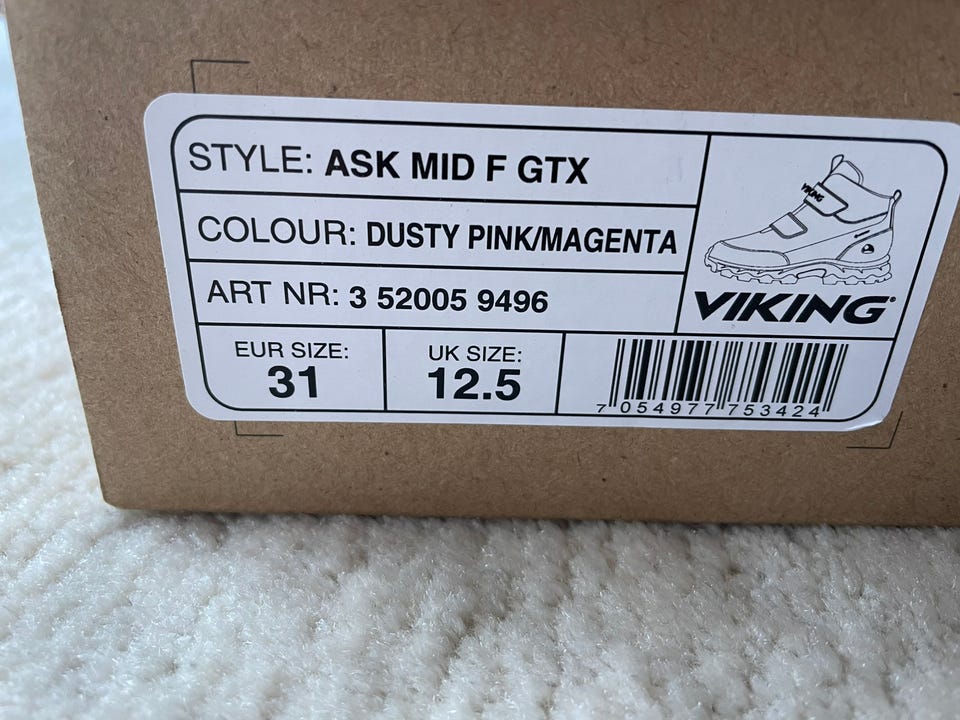 STYLE: ASK MID F GTX
COLOUR: DUSTY PINK/MAGENTA
ART NR: 3 52005 9496
VIKING
VIKING
EUR SIZE:
31
UK SIZE:
12.5
7 054977 753424